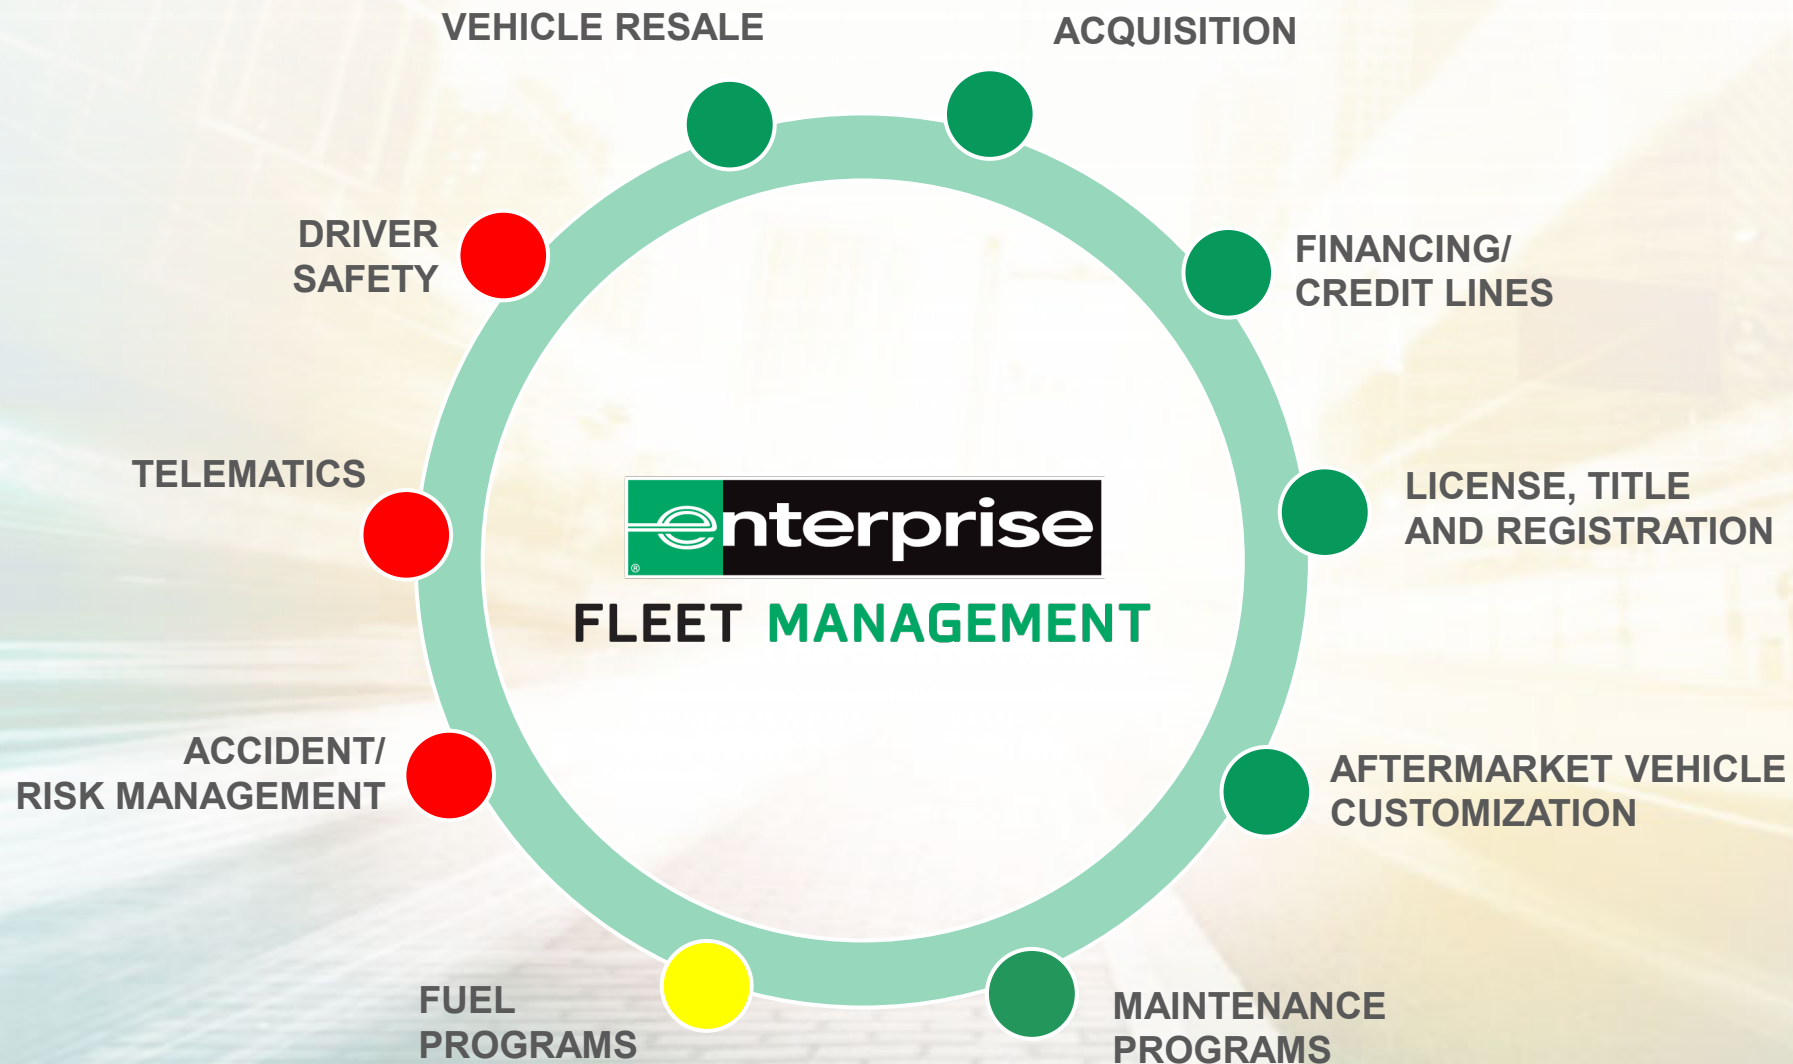 VEHICLE RESALE
ACQUISITION
DRIVER
SAFETY
FINANCING/
CREDIT LINES
TELEMATICS
LICENSE, TITLE
AND REGISTRATION
enterprise
®
FLEET MANAGEMENT
ACCIDENT/
RISK MANAGEMENT
AFTERMARKET VEHICLE
CUSTOMIZATION
FUEL
PROGRAMS
MAINTENANCE
PROGRAMS